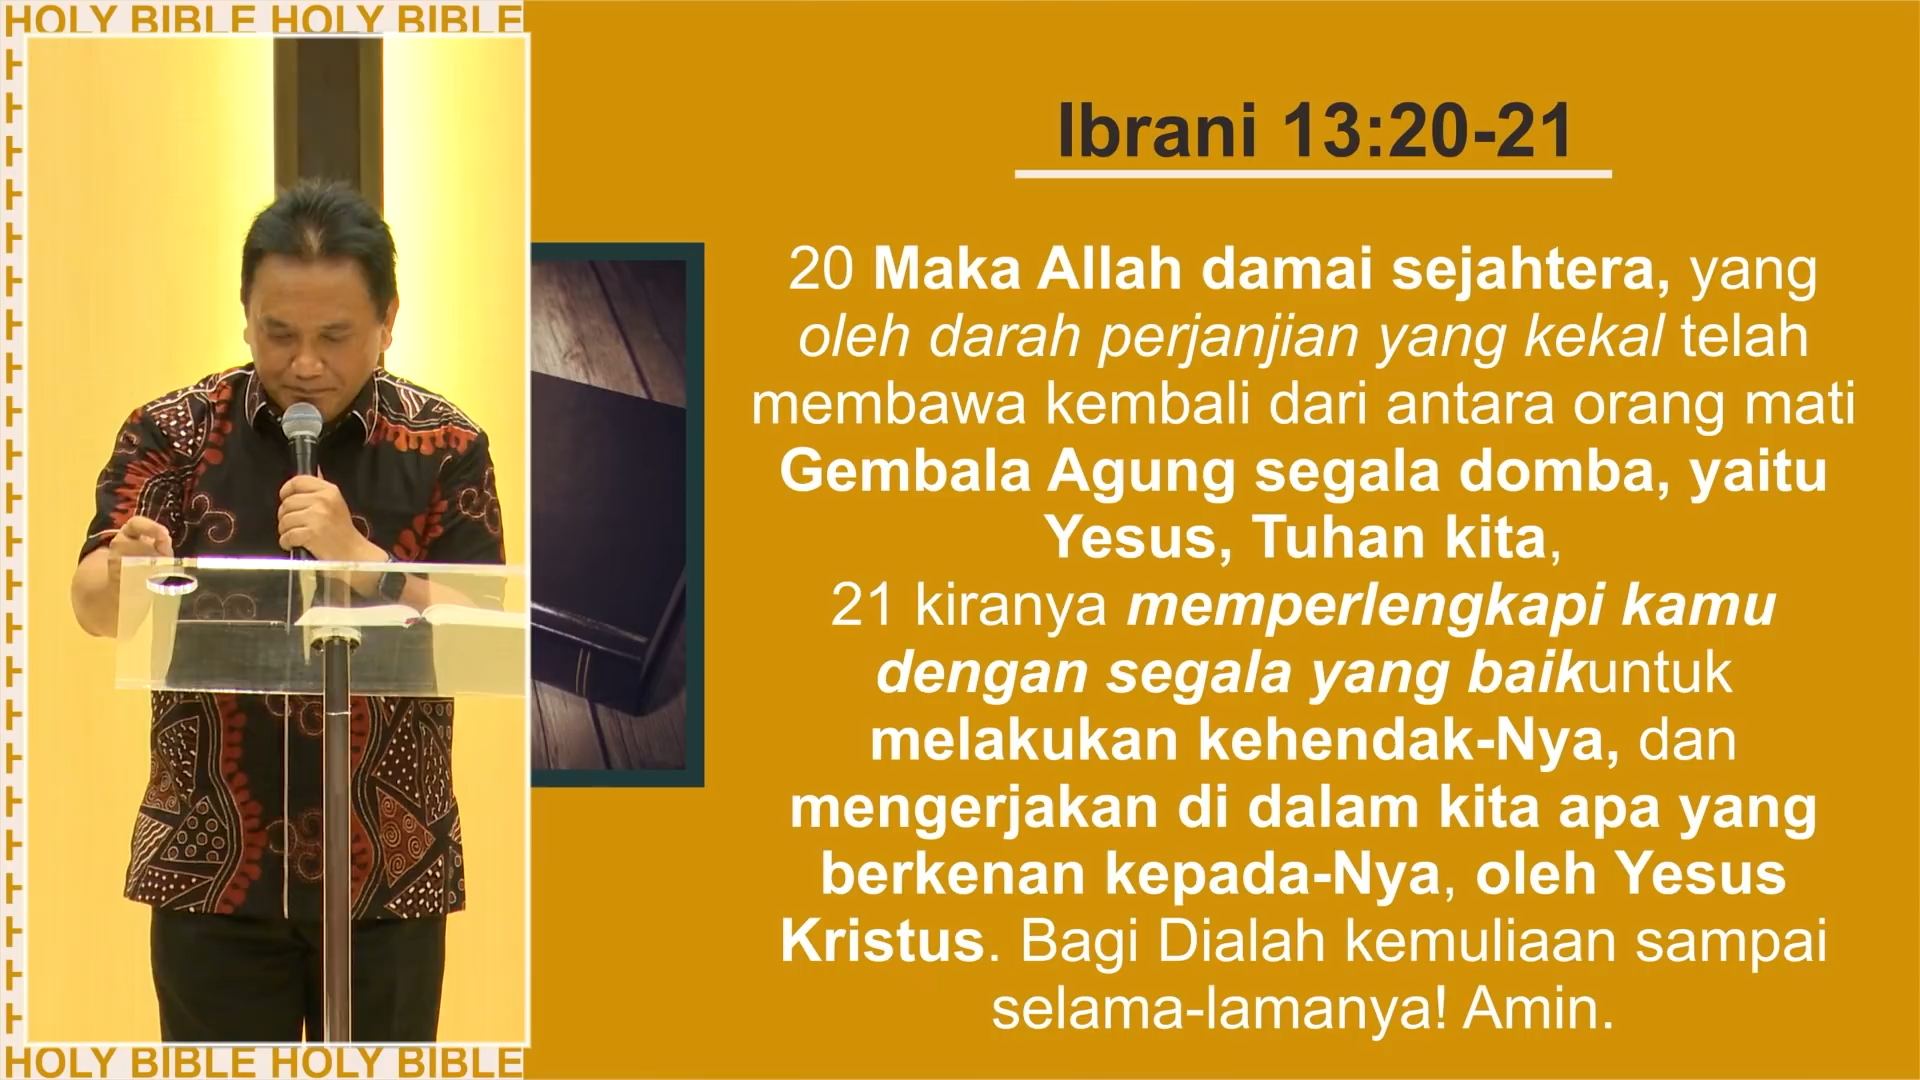 HOLY BIBLE HOLY BIBLE
Ibrani 13:20-21
20 Maka Allah damai sejahtera, yang
oleh darah perjanjian yang kekal telah
membawa kembali dari antara orang mati
Gembala Agung segala domba, yaitu
Yesus, Tuhan kita,
21 kiranya memperlengkapi kamu
dengan segala yang baikuntuk
melakukan kehendak-Nya, dan
mengerjakan di dalam kita apa yang
berkenan kepada-Nya, oleh Yesus
Kristus. Bagi Dialah kemuliaan sampai
selama-lamanya! Amin.
HOLY BIBLE HOLY BIBLE